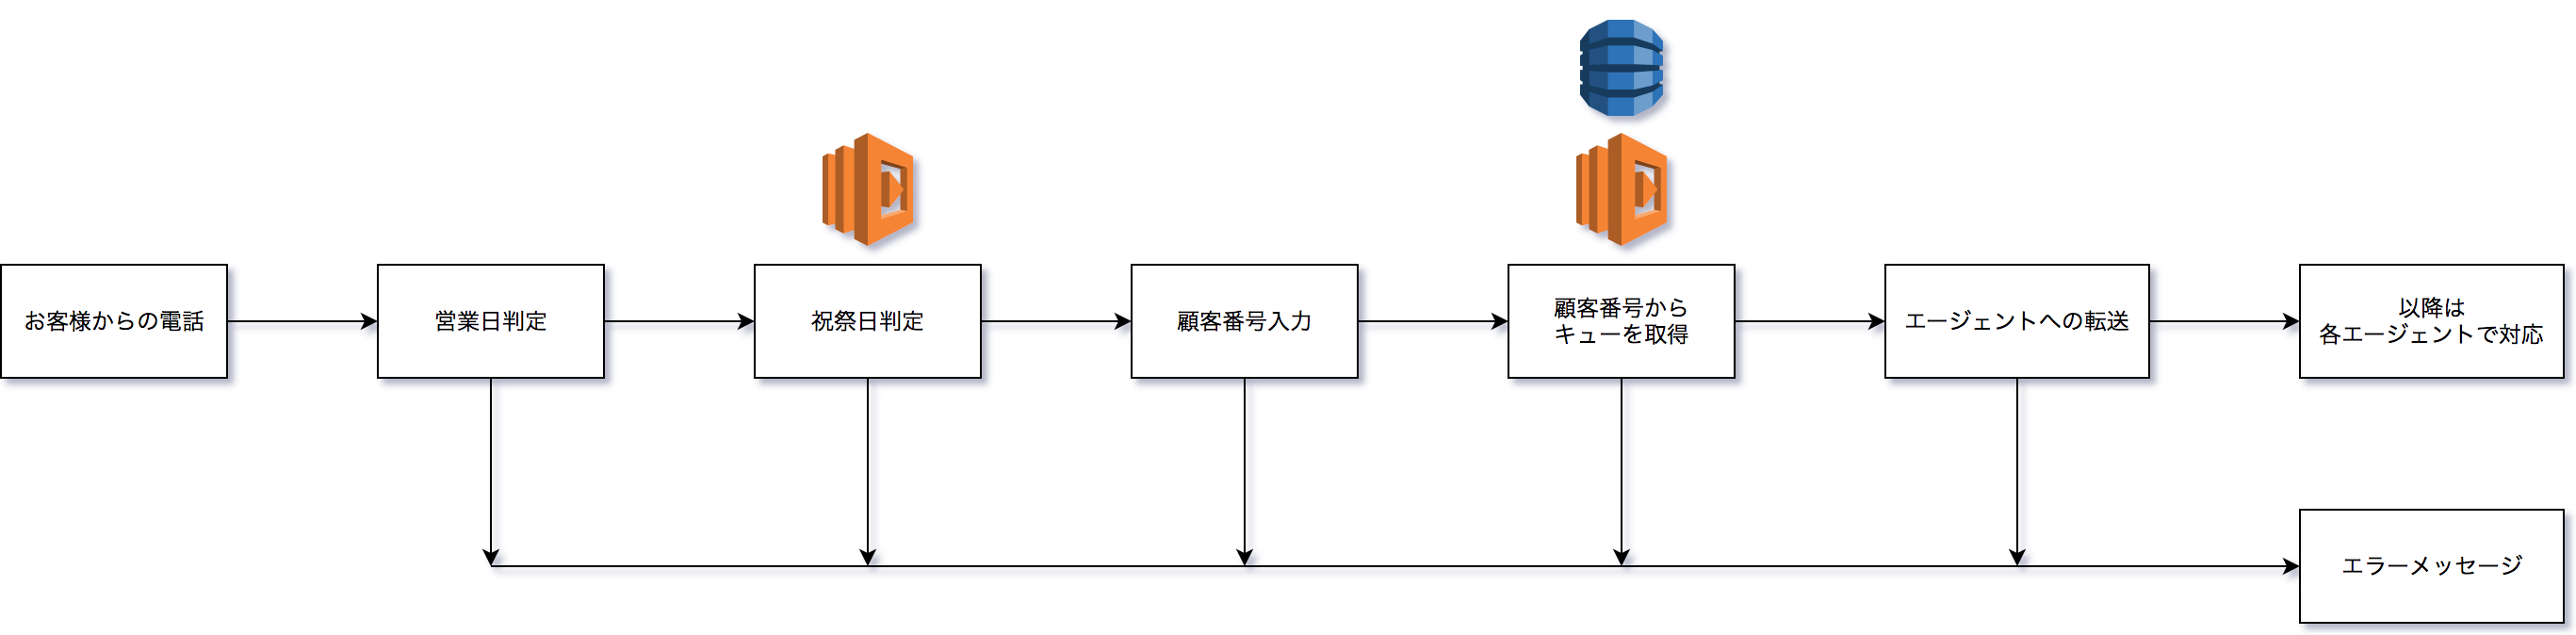 お客様からの電話
営業日判定
祝祭日判定
顧客番号入力
顧客番号から
キューを取得
エージェントへの転送
以降は
各エージェントで対応
エラーメッセージ